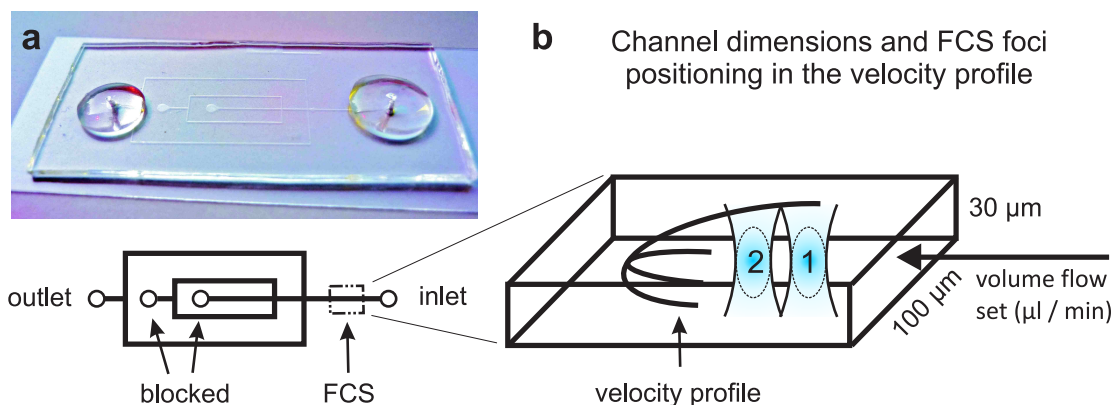 a
b
Channel dimensions and FCS foci
positioning in the velocity profile
30 µm
2
1
outlet
inlet
100 µm
volume flow
set (µl / min)
blocked
FCS
velocity profile